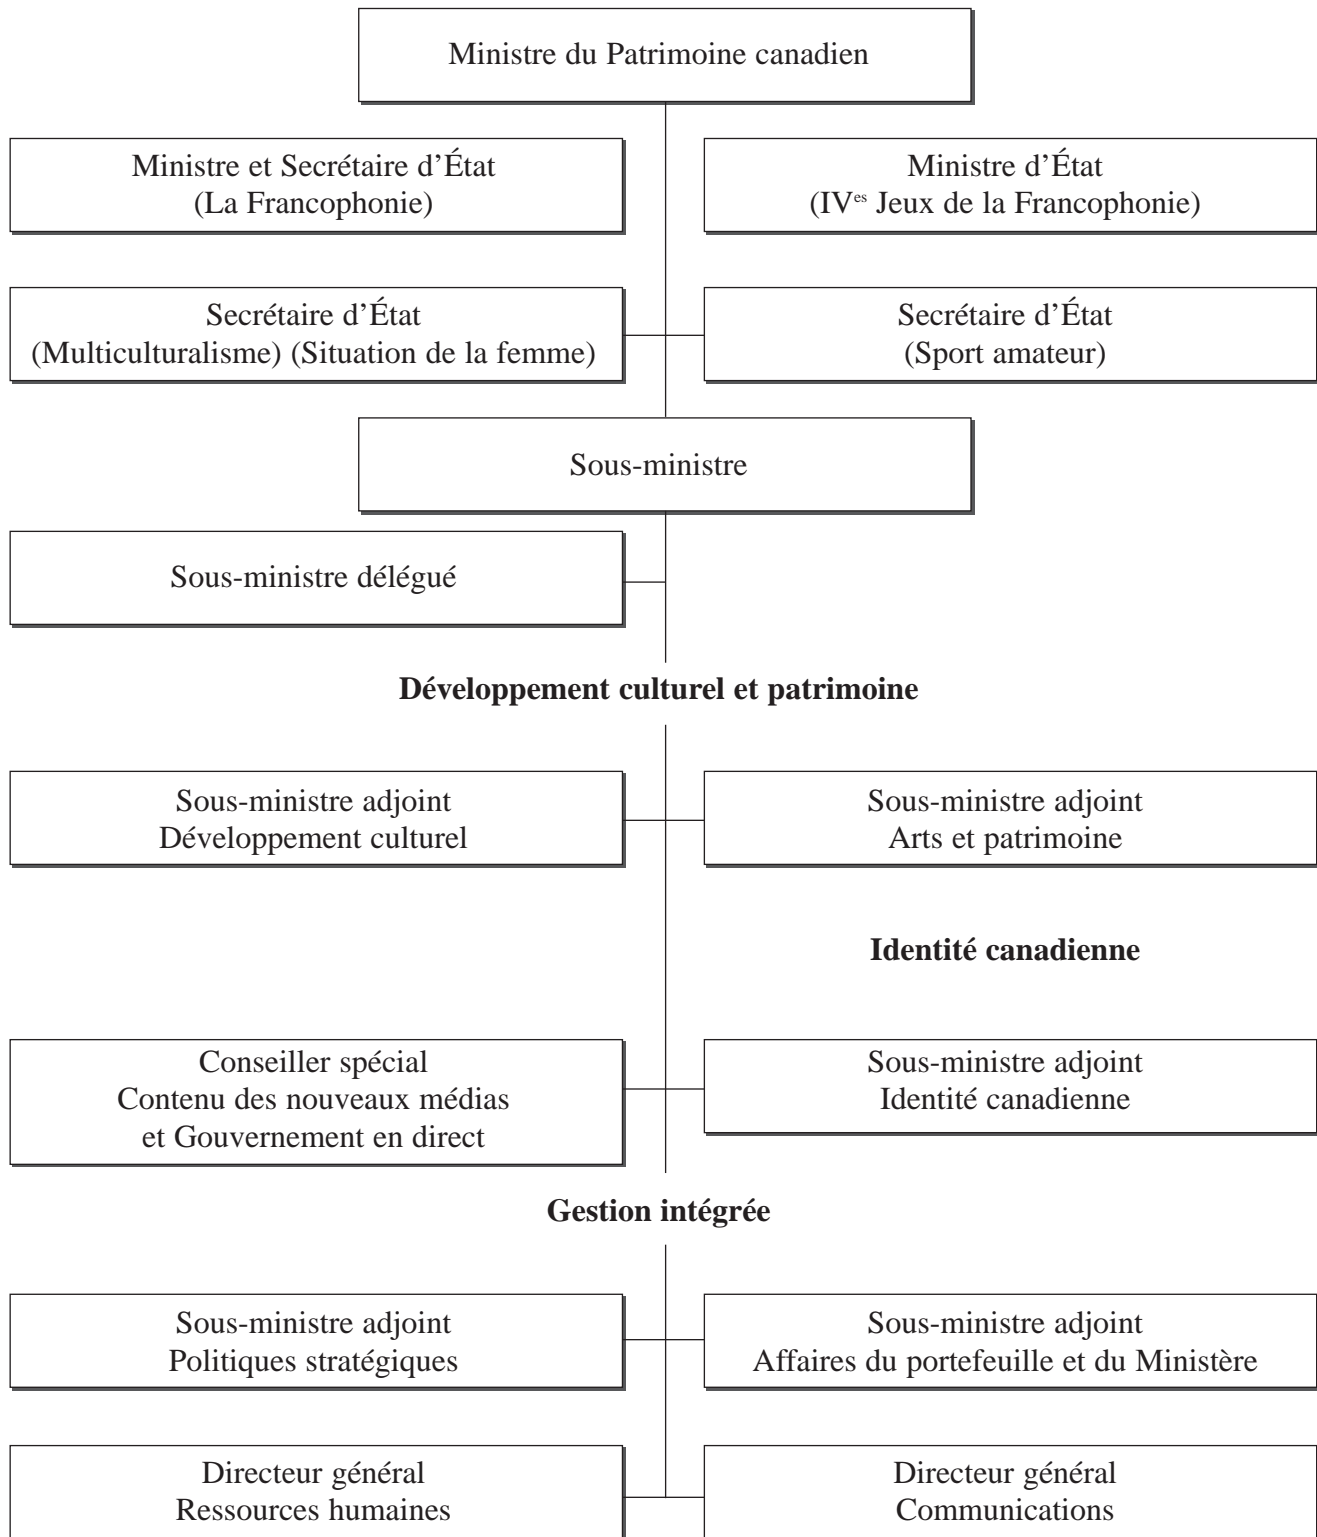 Ministre du Patrimoine canadien
Ministre et Secrétaire d’État
(La Francophonie)
Ministre d’État
(IVes Jeux de la Francophonie)
Secrétaire d’État
(Multiculturalisme) (Situation de la femme)
Secrétaire d’État
(Sport amateur)
Sous-ministre
Sous-ministre délégué
Développement culturel et patrimoine
Sous-ministre adjoint
Développement culturel
Sous-ministre adjoint
Arts et patrimoine
Identité canadienne
Conseiller spécial
Contenu des nouveaux médias
et Gouvernement en direct
Sous-ministre adjoint
Identité canadienne
Gestion intégrée
Sous-ministre adjoint
Politiques stratégiques
Sous-ministre adjoint
Affaires du portefeuille et du Ministère
Directeur général
Ressources humaines
Directeur général
Communications